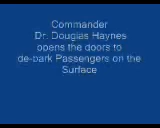 Commander
Dr. Douglas Haynes
opens the doors to
de-bark Passengers on the
Surface